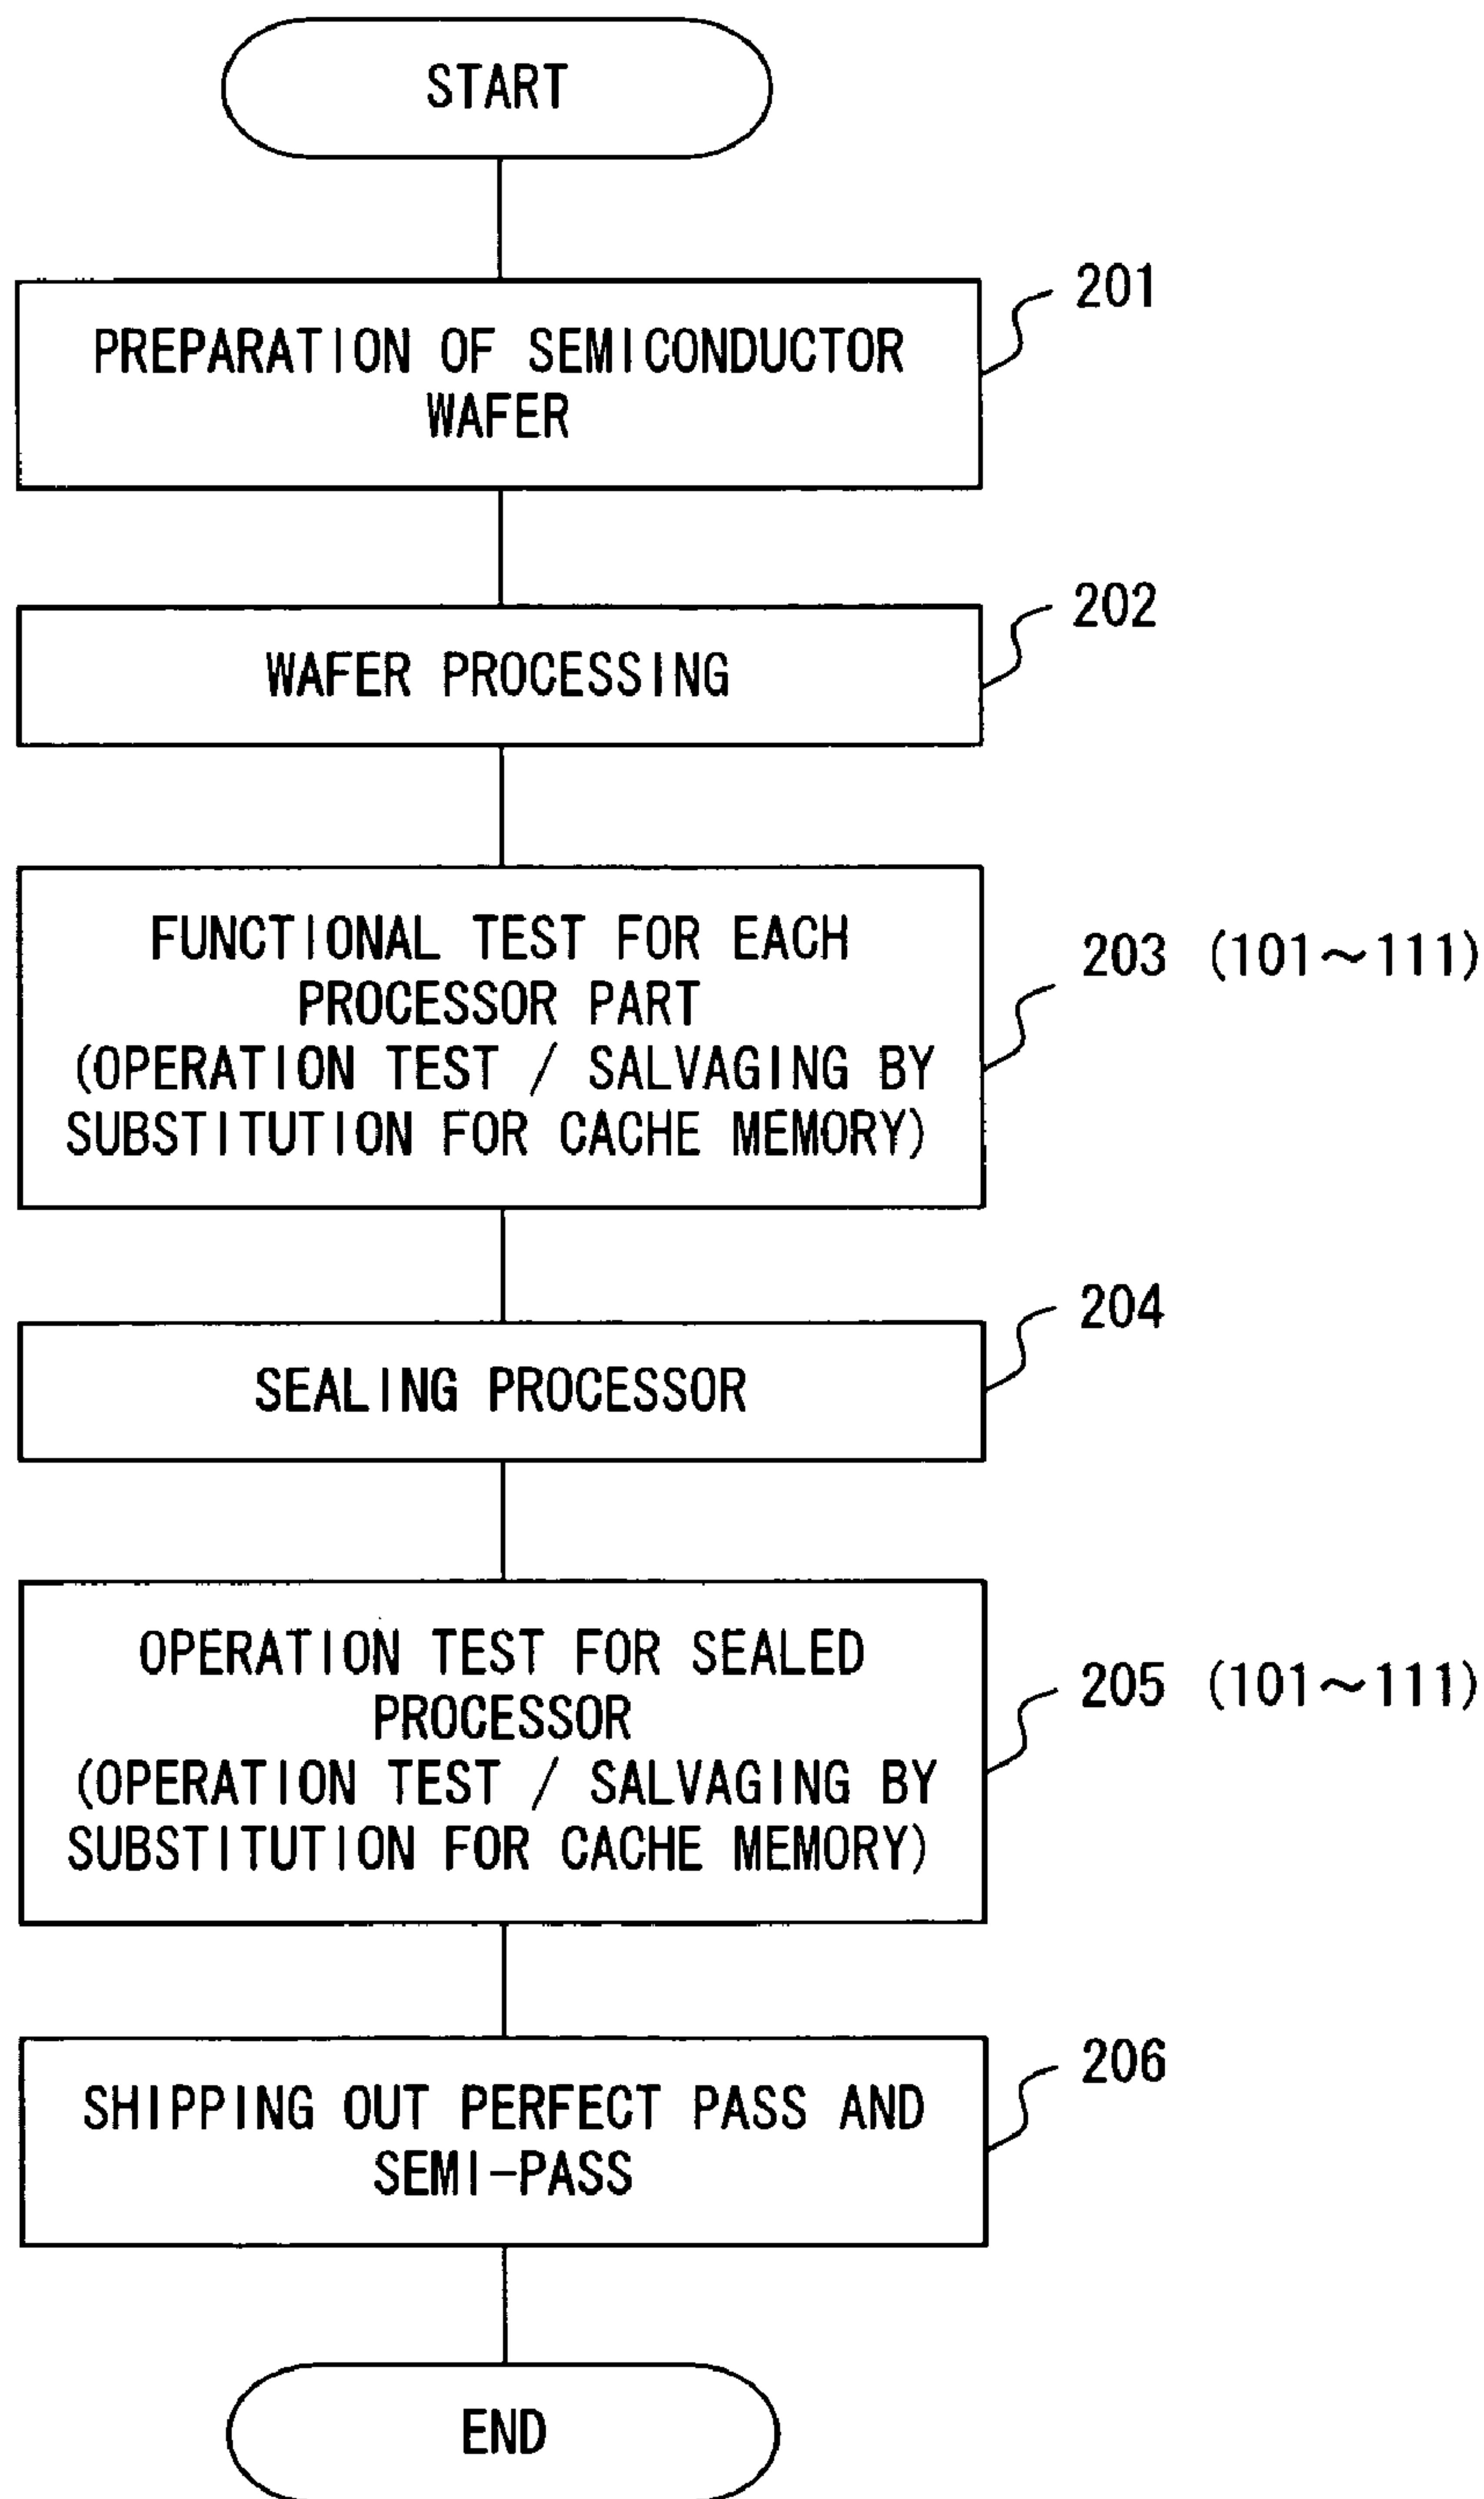 START
201
PREPARATION OF SEMICONDUCTOR
WAFER
202
WAFER PROCESSING
203 (101~111)
FUNCTIONAL TEST FOR EACH
PROCESSOR PART
(OPERATION TEST / SALVAGING BY
SUBSTITUTION FOR CACHE MEMORY)
204
SEALING PROCESSOR
205 (101~111)
OPERATION TEST FOR SEALED
PROCESSOR
(OPERATION TEST / SALVAGING BY
SUBSTITUTION FOR CACHE MEMORY)
206
SHIPPING OUT PERFECT PASS AND
SEMI-PASS
END